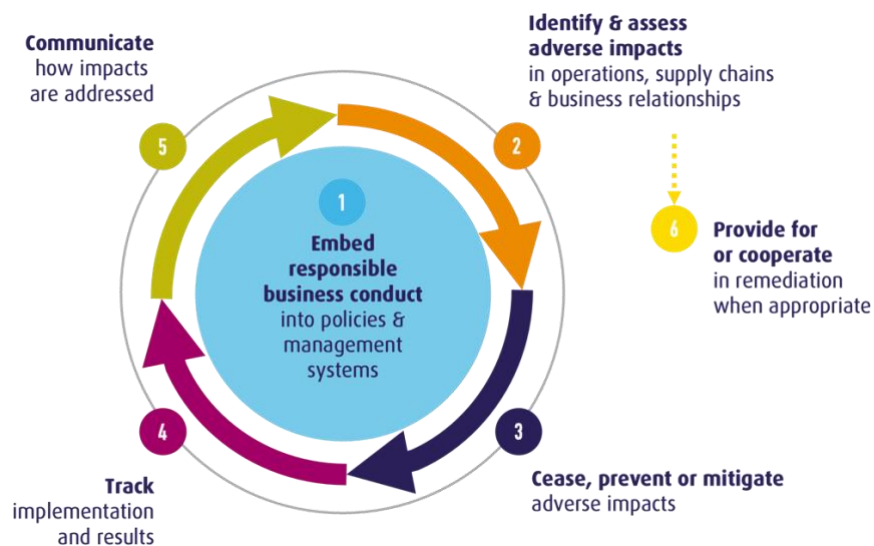 1
Embed
responsible
business conduct
into policies &
management
systems
2
Identify & assess
adverse impacts
in operations, supply chains
& business relationships
3
Cease, prevent or mitigate
adverse impacts
4
Track
implementation
and results
5
Communicate
how impacts
are addressed
6
Provide for
or cooperate
in remediation
when appropriate